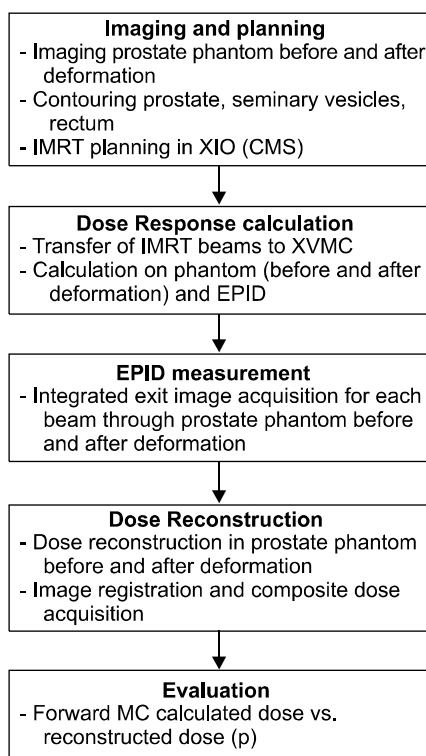 Imaging and planning
- Imaging prostate phantom before and after
deformation
- Contouring prostate, seminary vesicles,
rectum
- IMRT planning in XIO (CMS)
Dose Response calculation
- Transfer of IMRT beams to XVMC
- Calculation on phantom (before and after
deformation) and EPID
EPID measurement
- Integrated exit image acquisition for each
beam through prostate phantom before
and after deformation
Dose Reconstruction
- Dose reconstruction in prostate phantom
before and after deformation
- Image registration and composite dose
acquisition
Evaluation
- Forward MC calculated dose vs.
reconstructed dose (p)